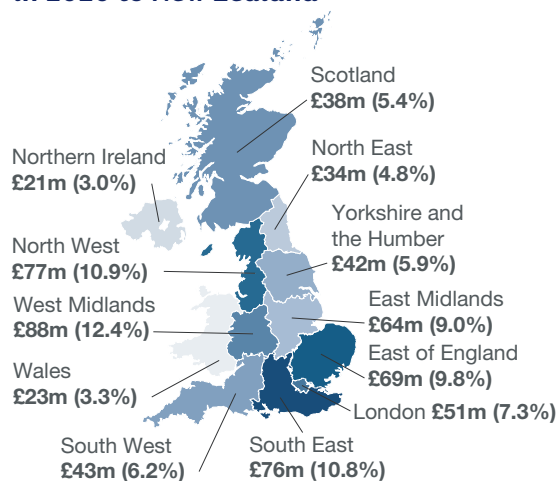 Scotland
£38m (5.4%)
North East
£34m (4.8%)
Northern Ireland
£21m (3.0%)
Yorkshire and
the Humber
£42m (5.9%)
North West
£77m (10.9%)
West Midlands
£88m (12.4%)
East Midlands
£64m (9.0%)
East of England
£69m (9.8%)
Wales
£23m (3.3%)
London £51m (7.3%)
South West
£43m (6.2%)
South East
£76m (10.8%)